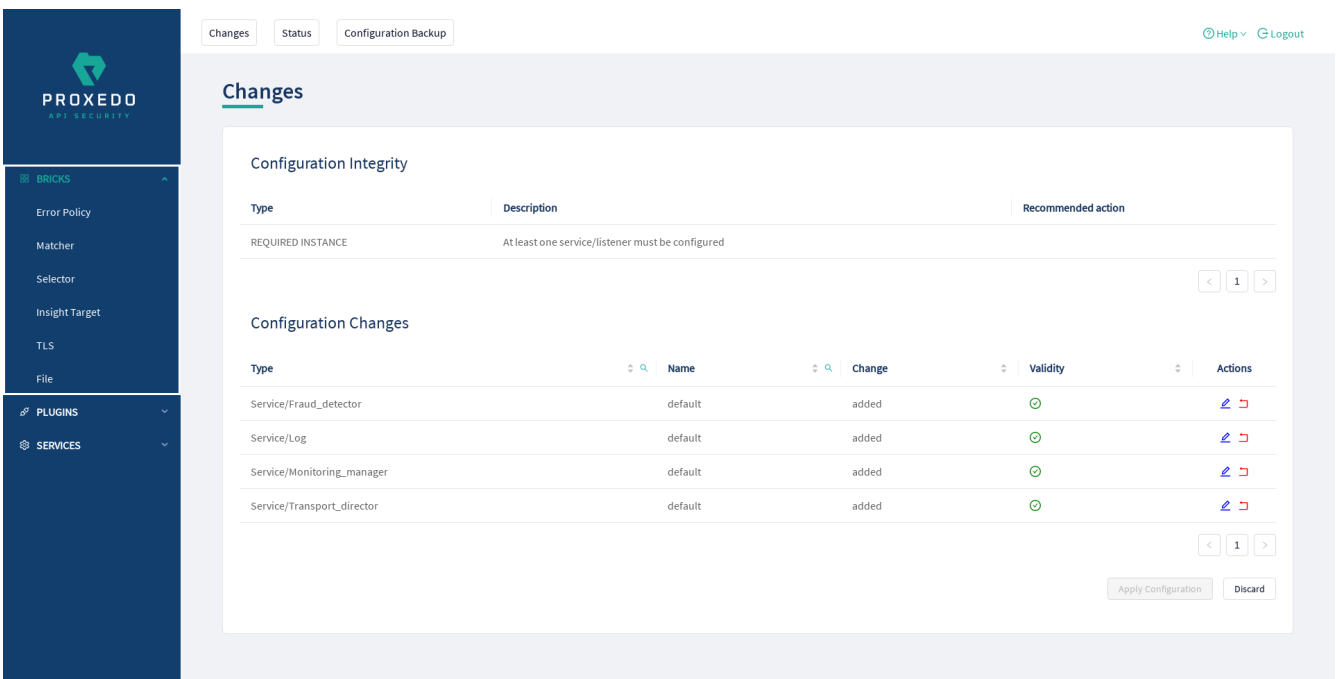 Changes Status Configuration Backup Help Logout
PROXEDO
API SECURITY
BRICKS
Error Policy
Matcher
Selector
Insight Target
TLS
File
PLUGINS
SERVICES
Changes
Configuration Integrity
Type Description Recommended action
REQUIRED INSTANCE At least one service/listener must be configured
< 1 >
Configuration Changes
Type Name Change Validity Actions
Service/Fraud_detector default added
Service/Log default added
Service/Monitoring_manager default added
Service/Transport_director default added
< 1 >
Apply Configuration Discard